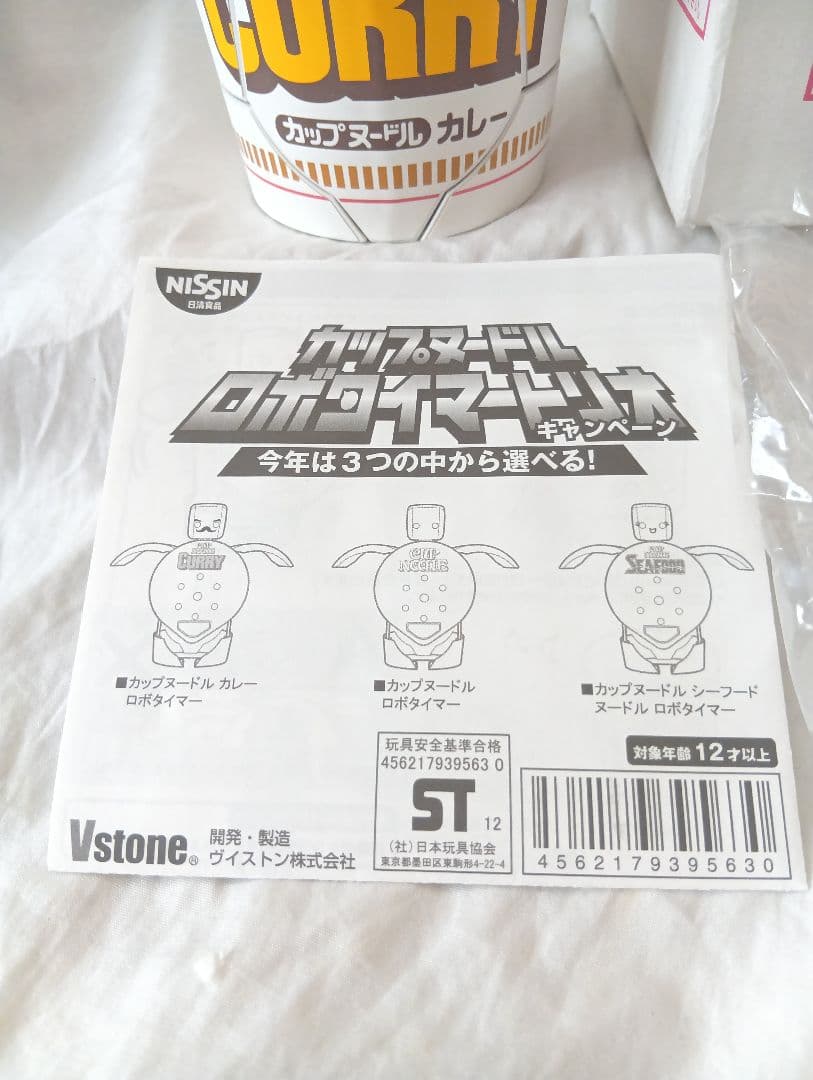 CURRY
カップヌードル カレー
NISSIN
日清食品
カップヌードル
ロボタイマートリオ
キャンペーン
今年は3つの中から選べる!
CURRY
CUP NOODLE
SEAFOOD
■カップヌードル カレー
ロボタイマー
■カップヌードル
ロボタイマー
■カップヌードル シーフード
ヌードル ロボタイマー
玩具安全基準合格
456217939563 0
ST 12
(社)日本玩具協会
東京都墨田区東駒形4-22-4
対象年齢 12才以上
4562179395630
Vstone®
開発・製造
ヴイストン株式会社